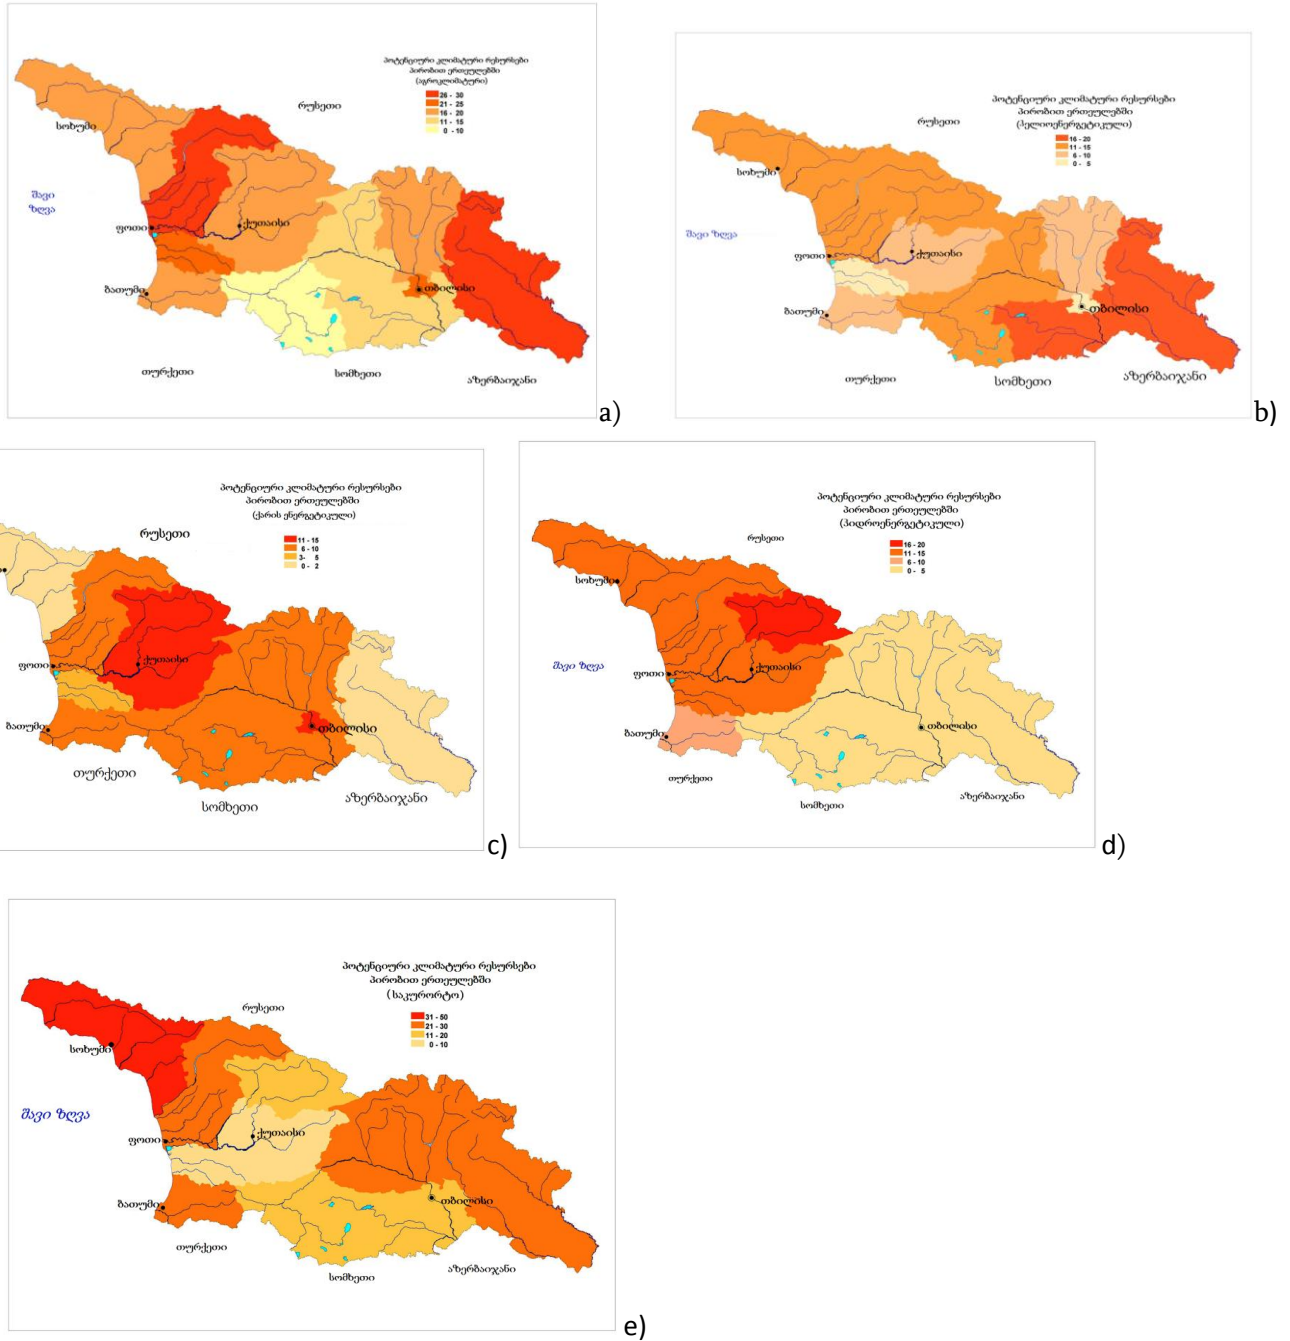 პოტენციური კლიმატური რესურსები
პირობით ერთეულებში
(აგროკლიმატური)
26 - 30
21 - 25
16 - 20
11 - 15
0 - 10
რუსეთი
სოხუმი
შავი
ზღვა
ფოთი
ქუთაისი
ბათუმი
თბილისი
თურქეთი
სომხეთი
აზერბაიჯანი
a)
პოტენციური კლიმატური რესურსები
პირობით ერთეულებში
(ჰელიოენერგეტიკული)
16 - 20
11 - 15
6 - 10
0 - 5
რუსეთი
სოხუმი
შავი ზღვა
ფოთი
ქუთაისი
ბათუმი
თბილისი
თურქეთი
სომხეთი
აზერბაიჯანი
b)
პოტენციური კლიმატური რესურსები
პირობით ერთეულებში
(ქარის ენერგეტიკული)
11 - 15
6 - 10
3- 5
0 - 2
რუსეთი
ფოთი
ქუთაისი
ბათუმი
თბილისი
თურქეთი
სომხეთი
აზერბაიჯანი
c)
პოტენციური კლიმატური რესურსები
პირობით ერთეულებში
(ჰიდროენერგეტიკული)
16 - 20
11 - 15
6 - 10
0 - 5
რუსეთი
სოხუმი
შავი ზღვა
ფოთი
ქუთაისი
ბათუმი
თბილისი
თურქეთი
სომხეთი
აზერბაიჯანი
d)
პოტენციური კლიმატური რესურსები
პირობით ერთეულებში
(საკურორტო)
31 - 50
21 - 30
11 - 20
0 - 10
რუსეთი
სოხუმი
შავი ზღვა
ფოთი
ქუთაისი
ბათუმი
თბილისი
თურქეთი
სომხეთი
აზერბაიჯანი
e)